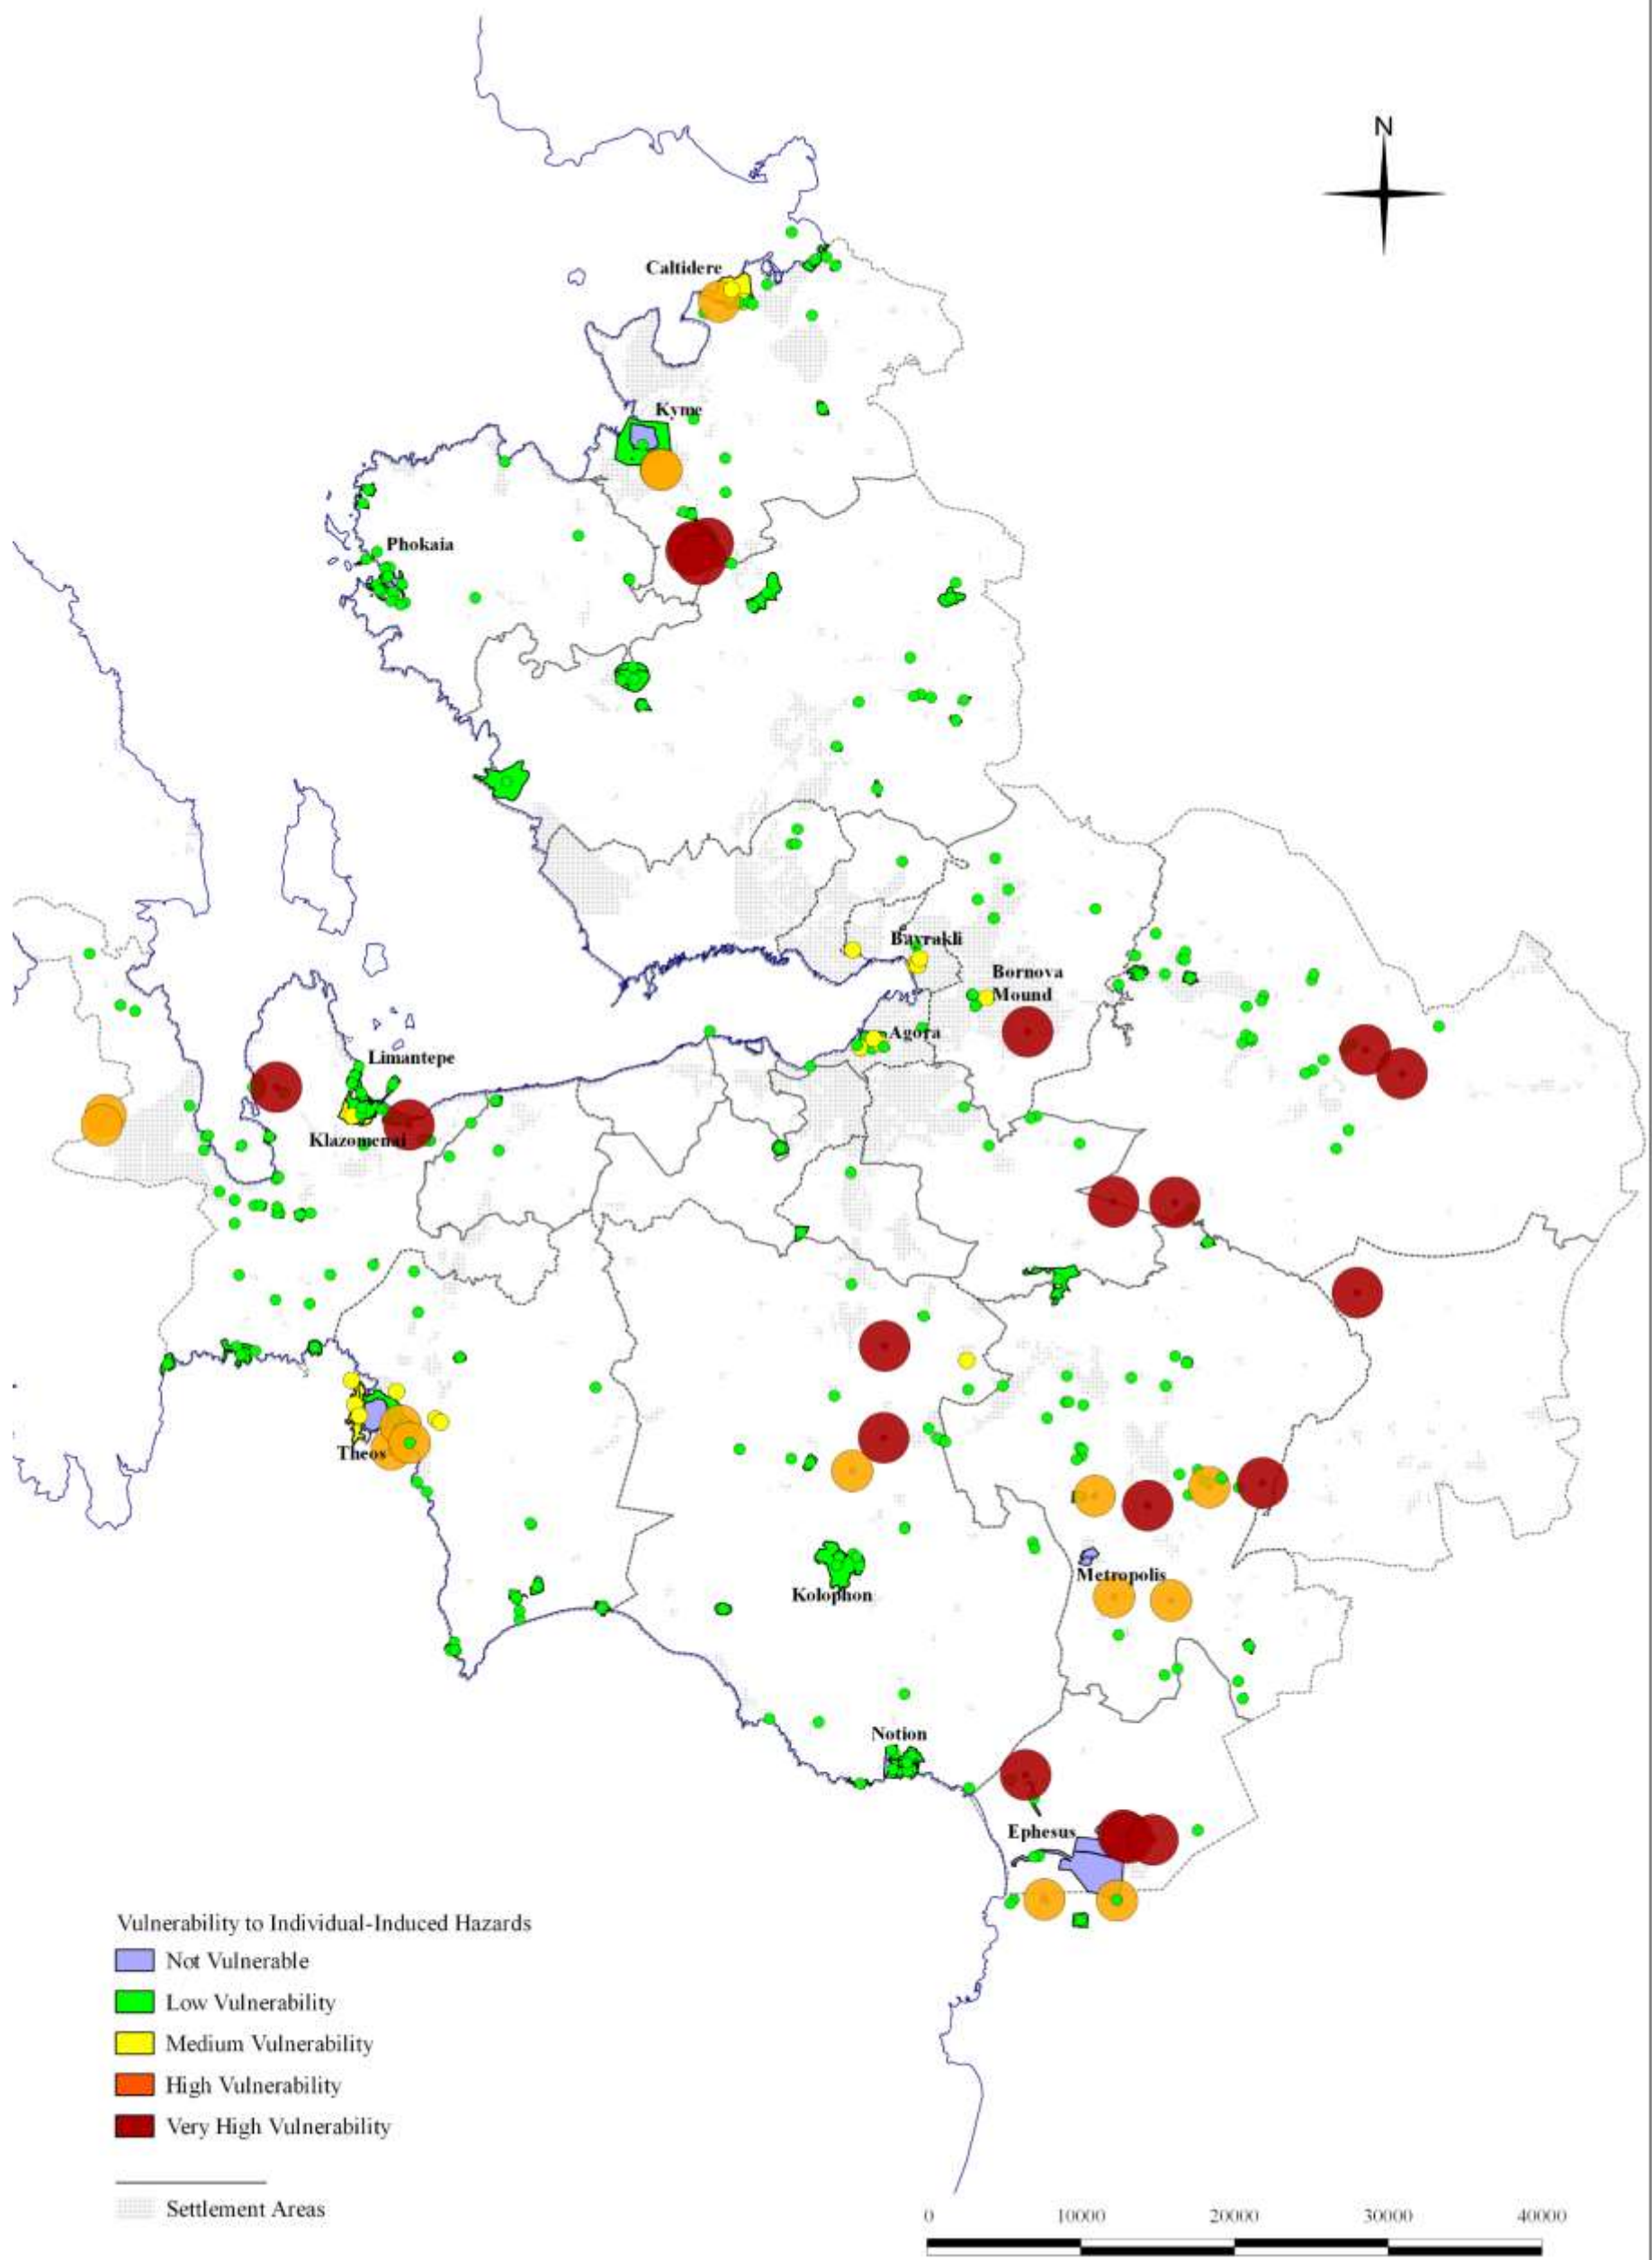 N
Caltidere
Kyme
Phokaia
Bayrakli
Bornova
Mound
Agora
Limantepe
Klazomenai
Theos
Metropolis
Kolophon
Notion
Ephesus
Vulnerability to Individual-Induced Hazards
Not Vulnerable
Low Vulnerability
Medium Vulnerability
High Vulnerability
Very High Vulnerability
Settlement Areas
0 10000 20000 30000 40000